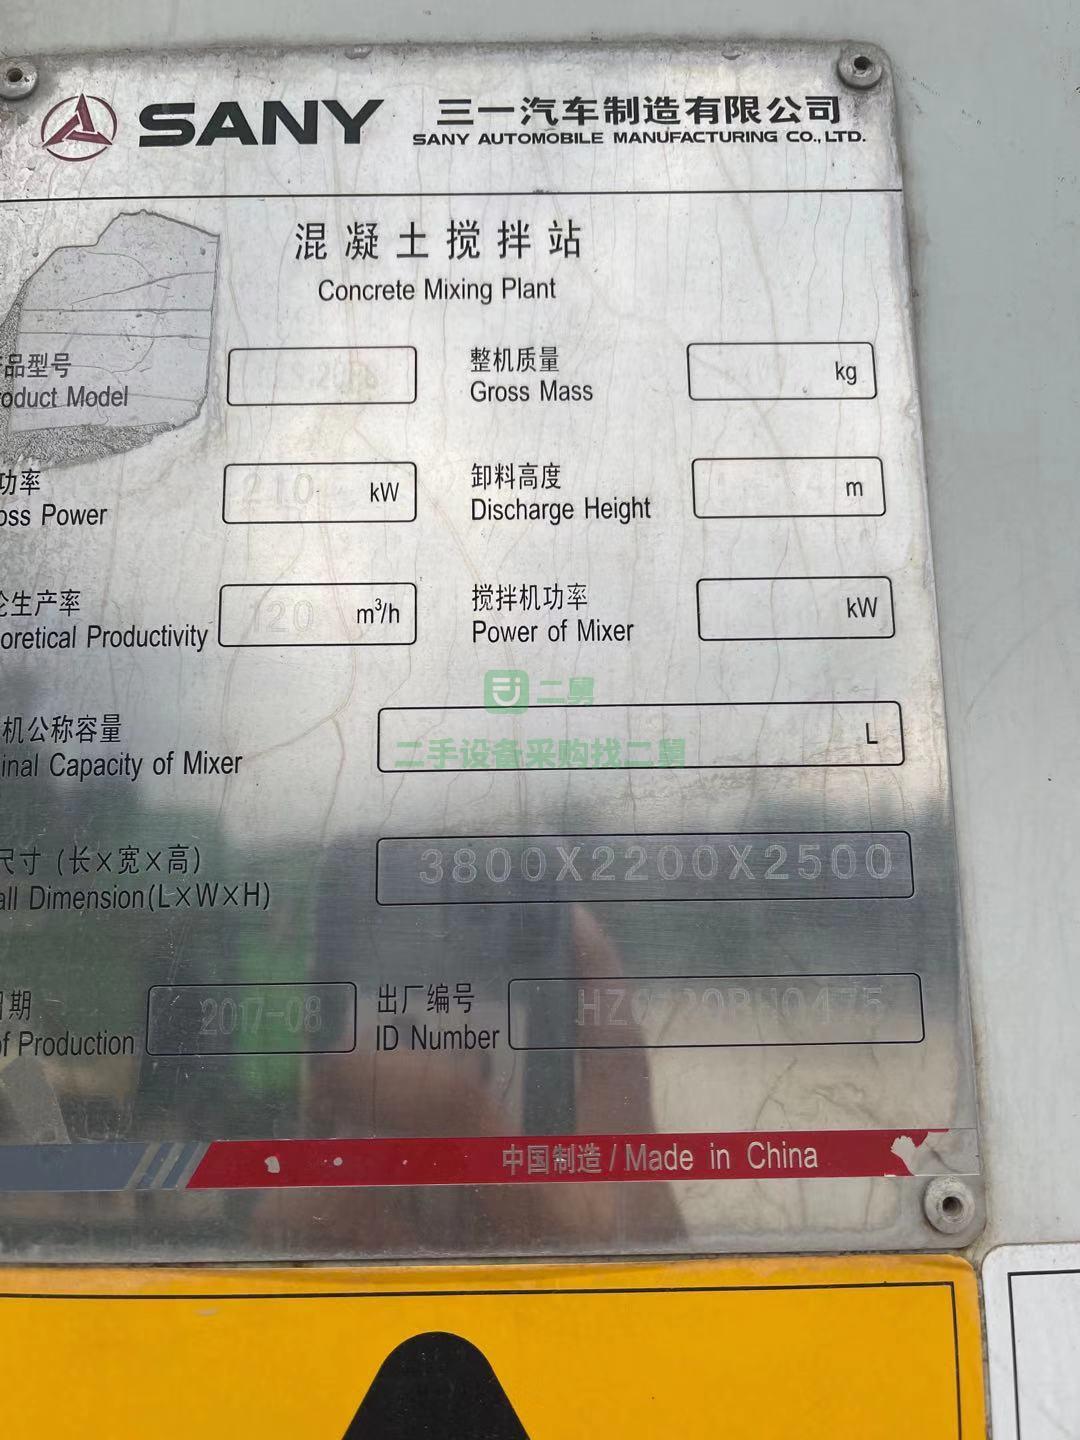 SANY 三一汽车制造有限公司
SANY AUTOMOBILE MANUFACTURING CO., LTD.
混凝土搅拌站
Concrete Mixing Plant
品型号 整机质量 kg
oduct Model Gross Mass
功率 210 kW 卸料高度 m
oss Power Discharge Height
生产率 120 m³/h 搅拌机功率 kW
oretical Productivity Power of Mixer
二舅
机公称容量 L
inal Capacity of Mixer
二手设备采购找二舅
尺寸 (长×宽×高) 3800X2200X2500
all Dimension(L×W×H)
日期 2017-08 出厂编号
of Production ID Number
中国制造 / Made in China